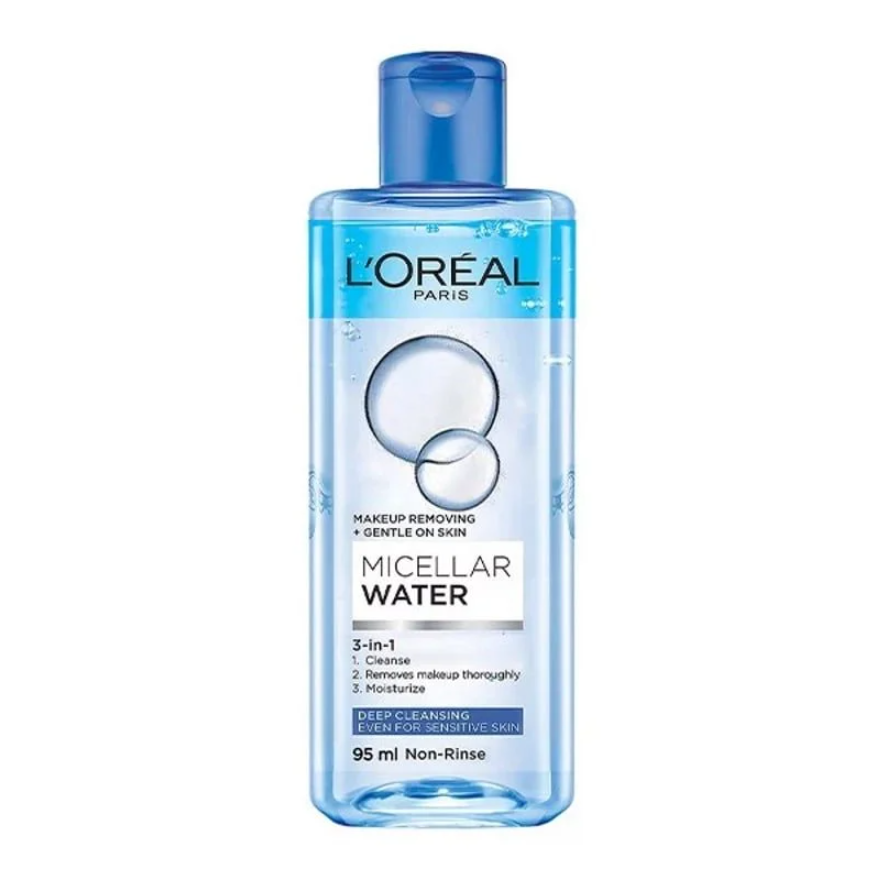 L'ORÉAL
PARIS
MAKEUP REMOVING
+ GENTLE ON SKIN
MICELLAR
WATER
3-in-1
1. Cleanse
2. Removes makeup thoroughly
3. Moisturize
DEEP CLEANSING
EVEN FOR SENSITIVE SKIN
95 ml Non-Rinse